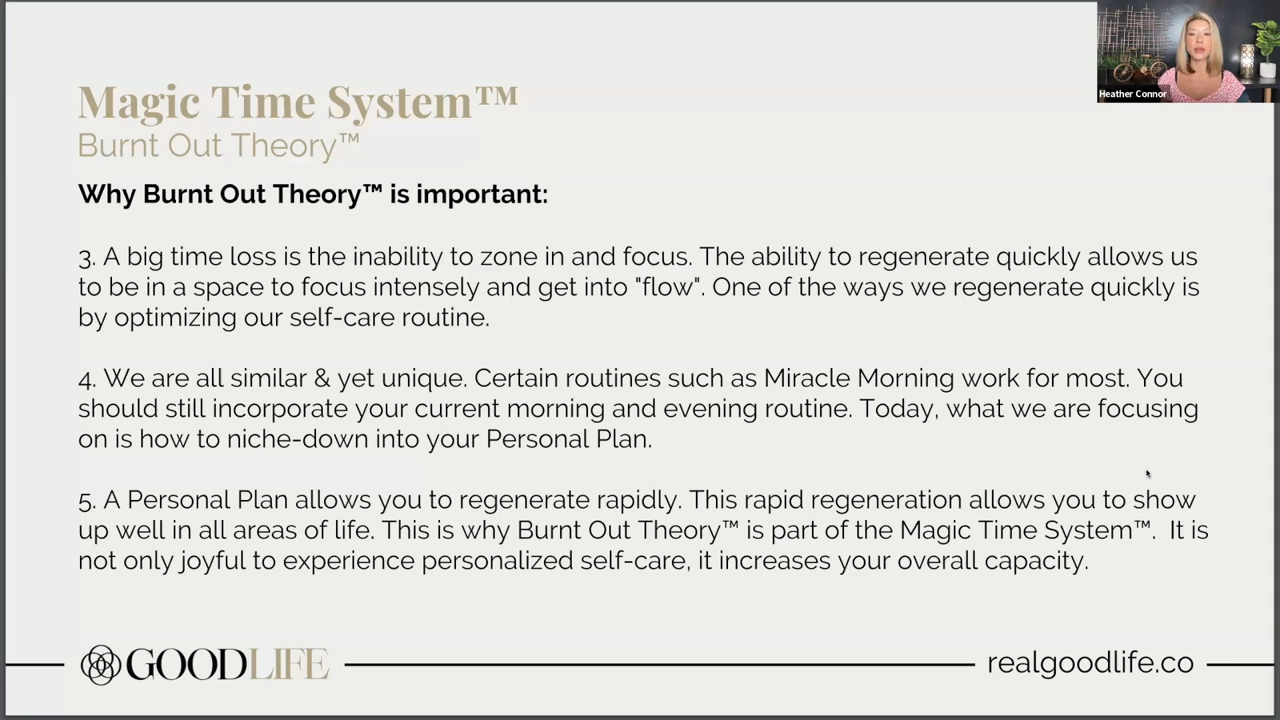 Heather Connor
Magic Time System™
Burnt Out Theory™
Why Burnt Out Theory™ is important:
3. A big time loss is the inability to zone in and focus. The ability to regenerate quickly allows us
to be in a space to focus intensely and get into "flow". One of the ways we regenerate quickly is
by optimizing our self-care routine.
4. We are all similar & yet unique. Certain routines such as Miracle Morning work for most. You
should still incorporate your current morning and evening routine. Today, what we are focusing
on is how to niche-down into your Personal Plan.
5. A Personal Plan allows you to regenerate rapidly. This rapid regeneration allows you to show
up well in all areas of life. This is why Burnt Out Theory™ is part of the Magic Time System™.  It is
not only joyful to experience personalized self-care, it increases your overall capacity.
GOODLIFE
realgoodlife.co